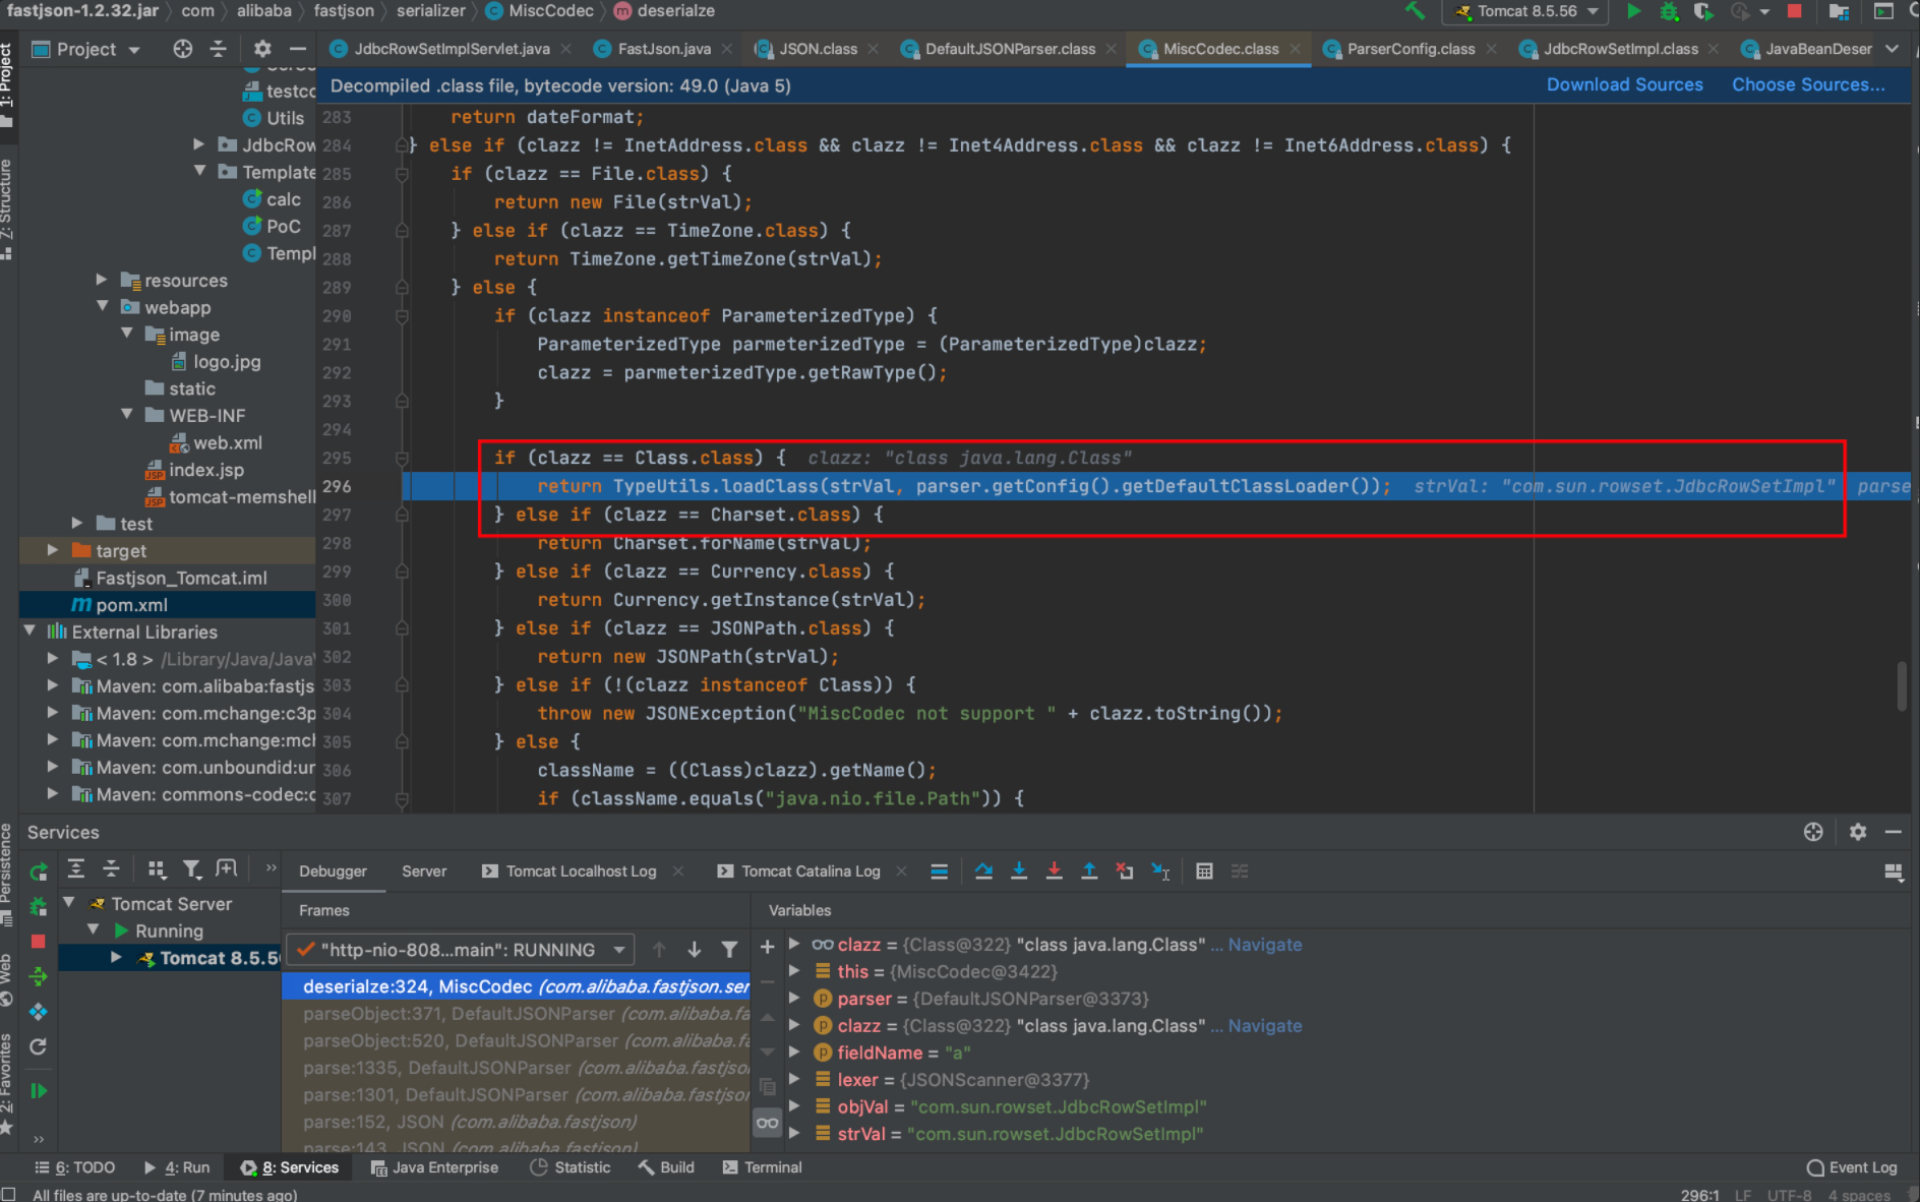 fastjson-1.2.32.jar com alibaba fastjson serializer MiscCodec deserialze
Tomcat 8.5.56
Project
JdbcRowSetImplServlet.java FastJson.java JSON.class DefaultJSONParser.class MiscCodec.class ParserConfig.class JdbcRowSetImpl.class JavaBeanDeser
Decompiled .class file, bytecode version: 49.0 (Java 5) Download Sources Choose Sources...
1: Project
Z: Structure
Persistence
Web
2: Favorites
testcc
Utils
JdbcRow
Template
calc
PoC
Templ
resources
webapp
image
logo.jpg
static
WEB-INF
web.xml
index.jsp
tomcat-memshell
test
target
Fastjson_Tomcat.iml
pom.xml
External Libraries
< 1.8 > /Library/Java/Java
Maven: com.alibaba:fastjs
Maven: com.mchange:c3p
Maven: com.mchange:mch
Maven: com.unboundid:un
Maven: commons-codec:c
283 return dateFormat;
284 } else if (clazz != InetAddress.class && clazz != Inet4Address.class && clazz != Inet6Address.class) {
285 if (clazz == File.class) {
286 return new File(strVal);
287 } else if (clazz == TimeZone.class) {
288 return TimeZone.getTimeZone(strVal);
289 } else {
290 if (clazz instanceof ParameterizedType) {
291 ParameterizedType parmeterizedType = (ParameterizedType)clazz;
292 clazz = parmeterizedType.getRawType();
293 }
294
295 if (clazz == Class.class) { clazz: "class java.lang.Class"
296 return TypeUtils.loadClass(strVal, parser.getConfig().getDefaultClassLoader()); strVal: "com.sun.rowset.JdbcRowSetImpl" parse
297 } else if (clazz == Charset.class) {
298 return Charset.forName(strVal);
299 } else if (clazz == Currency.class) {
300 return Currency.getInstance(strVal);
301 } else if (clazz == JSONPath.class) {
302 return new JSONPath(strVal);
303 } else if (!(clazz instanceof Class)) {
304 throw new JSONException("MiscCodec not support " + clazz.toString());
305 } else {
306 className = ((Class)clazz).getName();
307 if (className.equals("java.nio.file.Path")) {
Services
Debugger Server Tomcat Localhost Log Tomcat Catalina Log
Tomcat Server
Running
Tomcat 8.5.5
Frames
"http-nio-808...main": RUNNING
deserialze:324, MiscCodec (com.alibaba.fastjson.ser
parseObject:371, DefaultJSONParser (com.alibaba.fa
parseObject:520, DefaultJSONParser (com.alibaba.fa
parse:1335, DefaultJSONParser (com.alibaba.fastjso
parse:1301, DefaultJSONParser (com.alibaba.fastjso
parse:152, JSON (com.alibaba.fastjson)
parse:143, JSON (com.alibaba.fastjson)
Variables
clazz = {Class@322} "class java.lang.Class" ... Navigate
this = {MiscCodec@3422}
parser = {DefaultJSONParser@3373}
clazz = {Class@322} "class java.lang.Class" ... Navigate
fieldName = "a"
lexer = {JSONScanner@3377}
objVal = "com.sun.rowset.JdbcRowSetImpl"
strVal = "com.sun.rowset.JdbcRowSetImpl"
6: TODO 4: Run 8: Services Java Enterprise Statistic Build Terminal Event Log
All files are up-to-date (7 minutes ago) 296:1 LF UTF-8 4 spaces